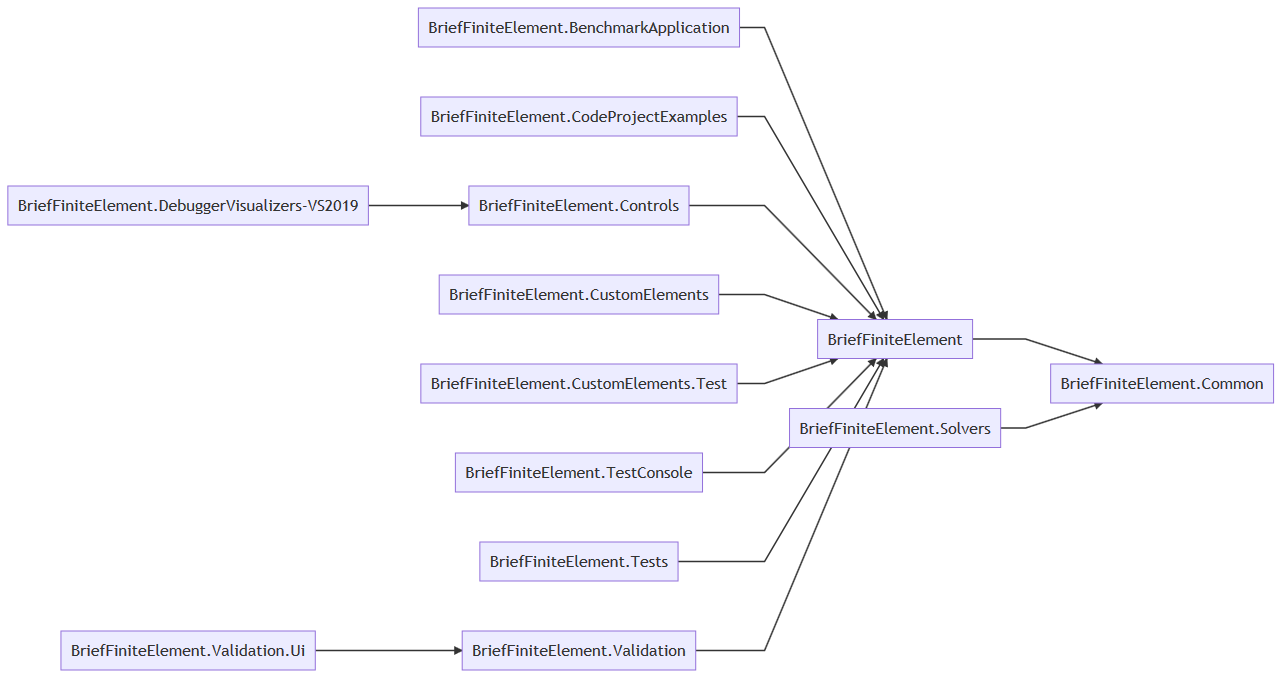 BriefFiniteElement.BenchmarkApplication
BriefFiniteElement.CodeProjectExamples
BriefFiniteElement.DebuggerVisualizers-VS2019
BriefFiniteElement.Controls
BriefFiniteElement.CustomElements
BriefFiniteElement
BriefFiniteElement.CustomElements.Test
BriefFiniteElement.Common
BriefFiniteElement.Solvers
BriefFiniteElement.TestConsole
BriefFiniteElement.Tests
BriefFiniteElement.Validation.Ui
BriefFiniteElement.Validation